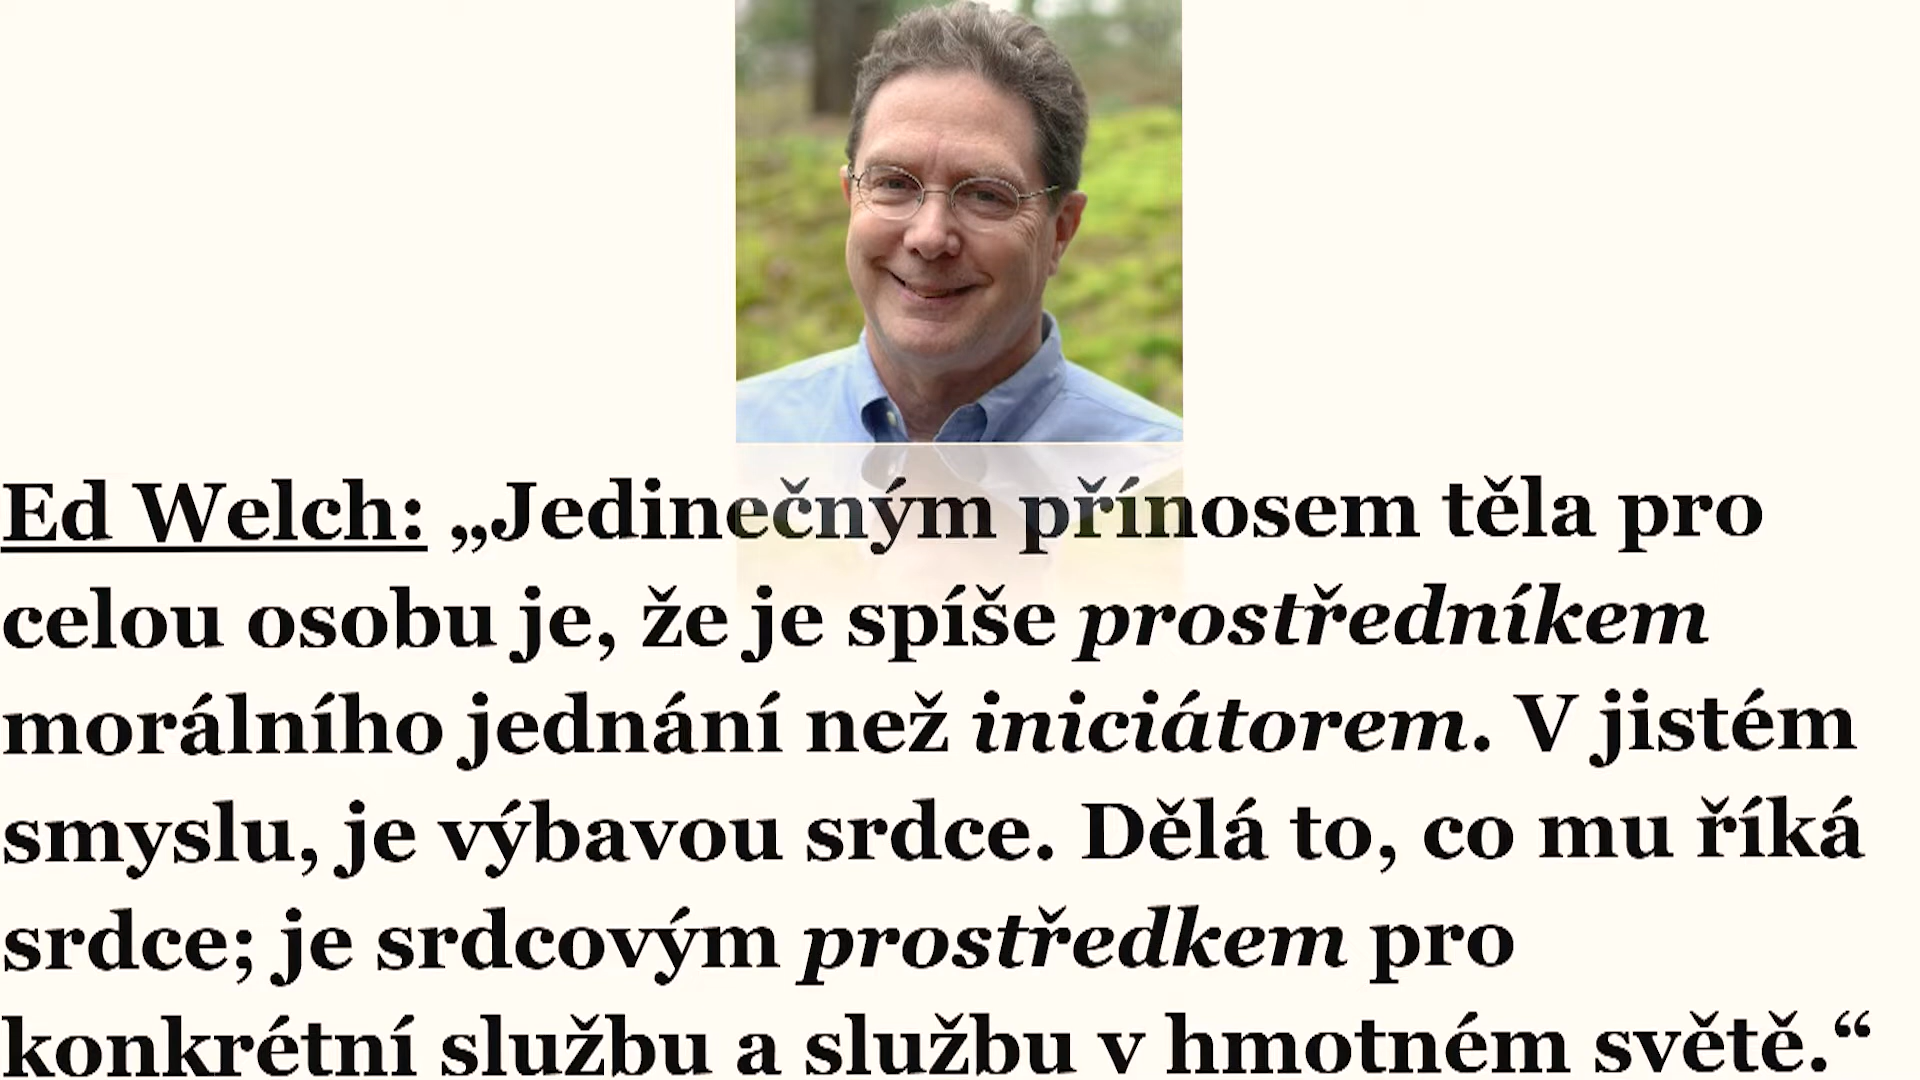 Ed Welch: „Jedinečným přínosem těla pro
celou osobu je, že je spíše prostředníkem
morálního jednání než iniciátorem. V jistém
smyslu, je výbavou srdce. Dělá to, co mu říká
srdce; je srdcovým prostředkem pro
konkrétní službu a službu v hmotném světě.“